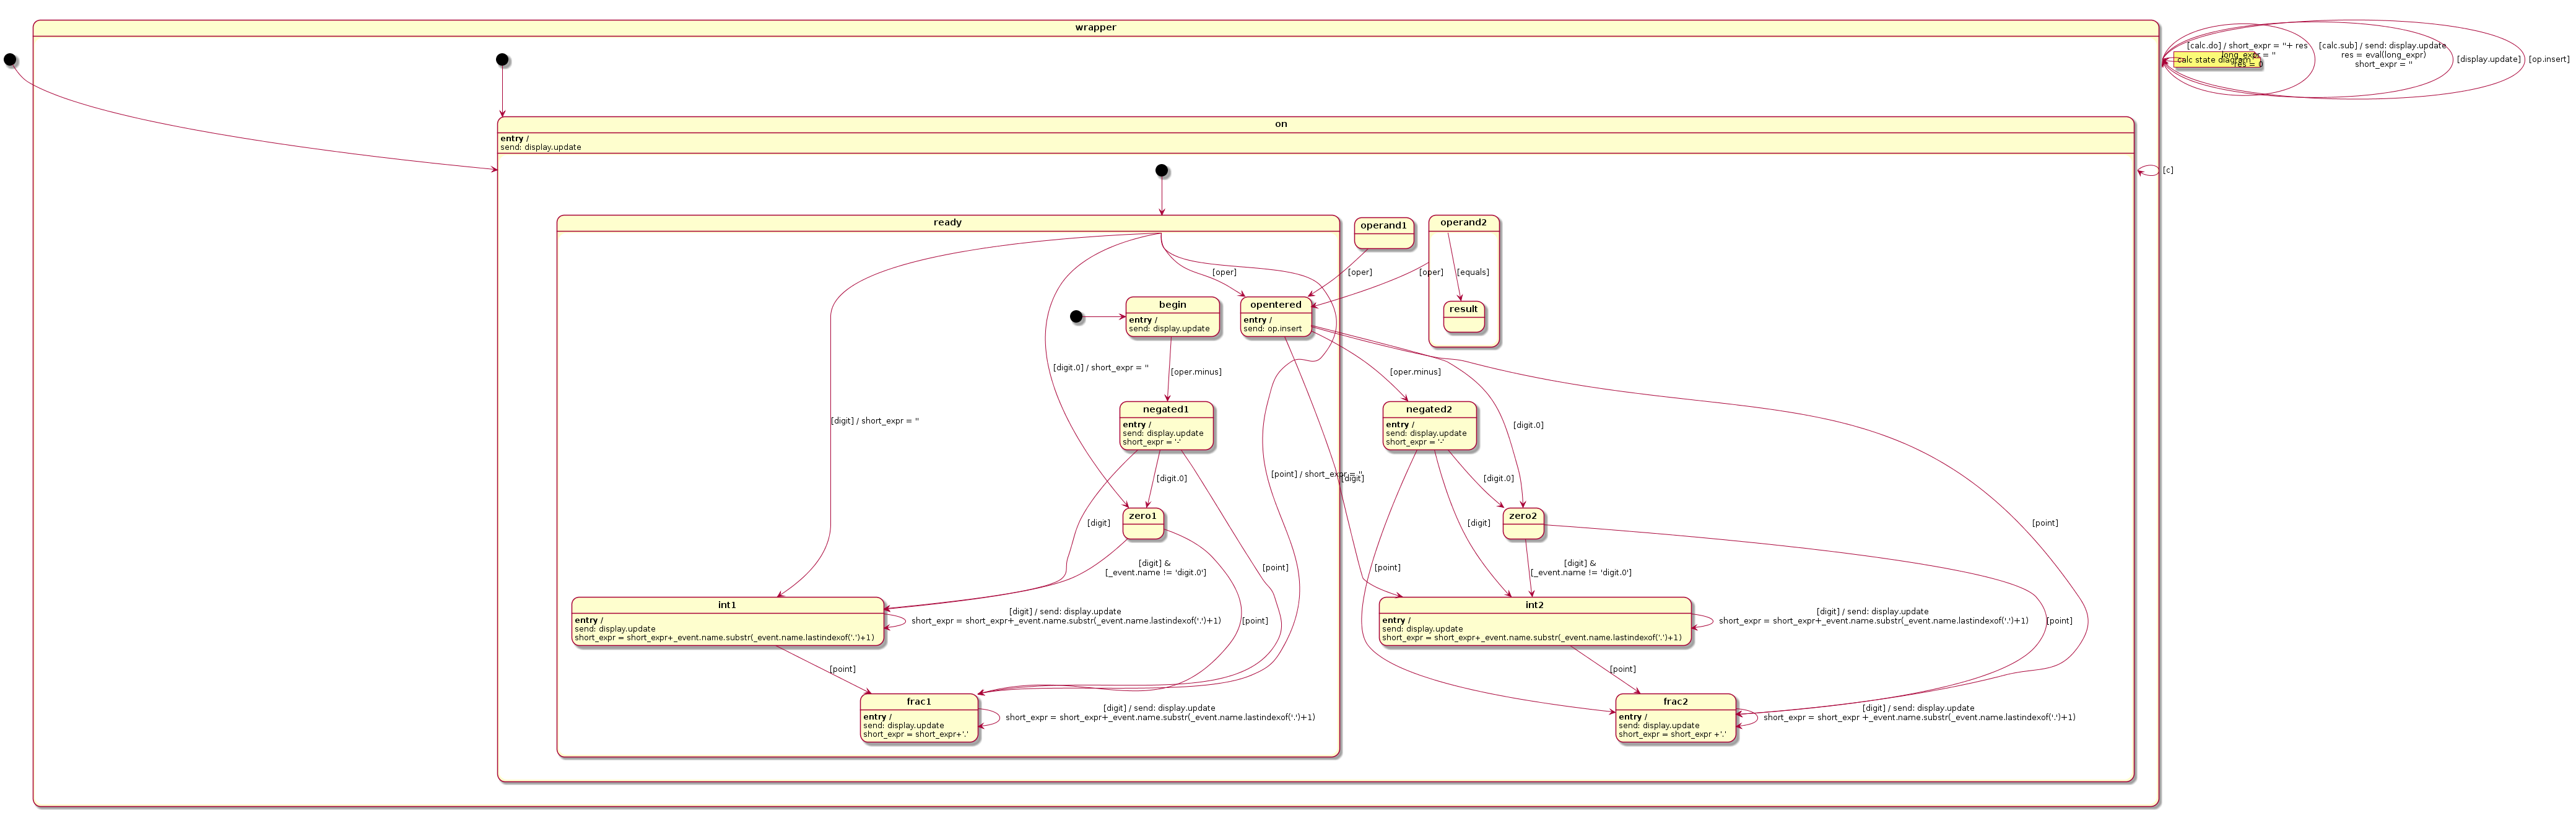 wrapper
[calc.do] / short_expr = ''+ res
long_expr = ''
res = 0
calc state diagram
[calc.sub] / send: display.update
res = eval(long_expr)
short_expr = ''
[display.update]
[op.insert]
on
entry /
send: display.update
[c]
ready
operand1
operand2
[oper]
[oper]
[oper]
[equals]
begin
entry /
send: display.update
opentered
entry /
send: op.insert
result
[digit.0] / short_expr = ''
[oper.minus]
[oper.minus]
negated1
entry /
send: display.update
short_expr = '-'
negated2
entry /
send: display.update
short_expr = '-'
[digit] / short_expr = ''
[digit.0]
[digit.0]
[point] / short_expr = ''
[digit]
[digit.0]
zero1
zero2
[digit]
[digit]
[point]
[digit] &
[_event.name != 'digit.0']
[point]
[point]
[digit] &
[_event.name != 'digit.0']
int1
entry /
send: display.update
short_expr = short_expr+_event.name.substr(_event.name.lastindexof('.')+1)
[digit] / send: display.update
short_expr = short_expr+_event.name.substr(_event.name.lastindexof('.')+1)
[point]
int2
entry /
send: display.update
short_expr = short_expr+_event.name.substr(_event.name.lastindexof('.')+1)
[digit] / send: display.update
short_expr = short_expr+_event.name.substr(_event.name.lastindexof('.')+1)
[point]
[point]
[point]
frac1
entry /
send: display.update
short_expr = short_expr+'.'
[digit] / send: display.update
short_expr = short_expr+_event.name.substr(_event.name.lastindexof('.')+1)
frac2
entry /
send: display.update
short_expr = short_expr +'.'
[digit] / send: display.update
short_expr = short_expr +_event.name.substr(_event.name.lastindexof('.')+1)